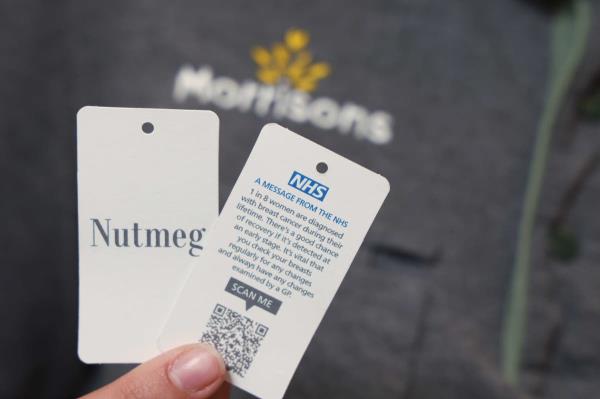 Morrisons
Nutmeg
NHS
A MESSAGE FROM THE NHS
1 in 8 women are diagnosed
with breast cancer during their
lifetime. There's a good chance
of recovery if it's detected at
an early stage. It's vital that
you check your breasts
regularly for any changes
and always have any changes
examined by a GP.
SCAN ME